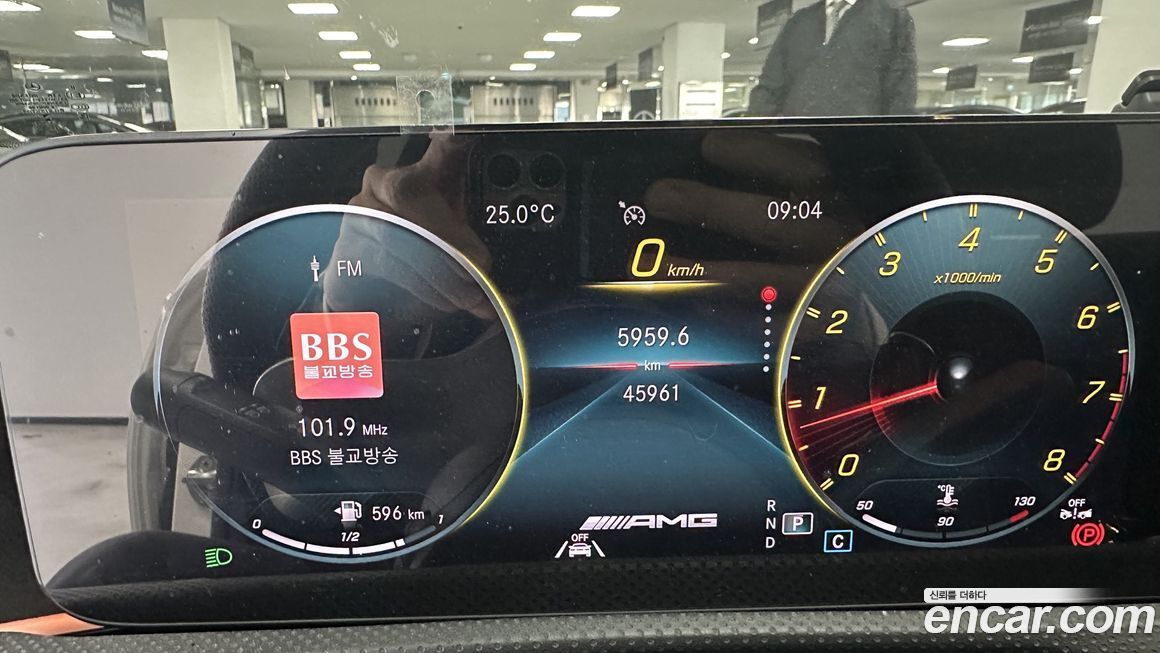 25.0°C
09:04
FM
0 km/h
BBS
불교방송
5959.6
km
45961
101.9 MHz
BBS 불교방송
596 km
0
1/2
1
AMG
OFF
R
N
D
P
C
0
1
2
3
4
5
6
7
8
x1000/min
50
°C
90
130
OFF
P
신뢰를 더하다
encar.com